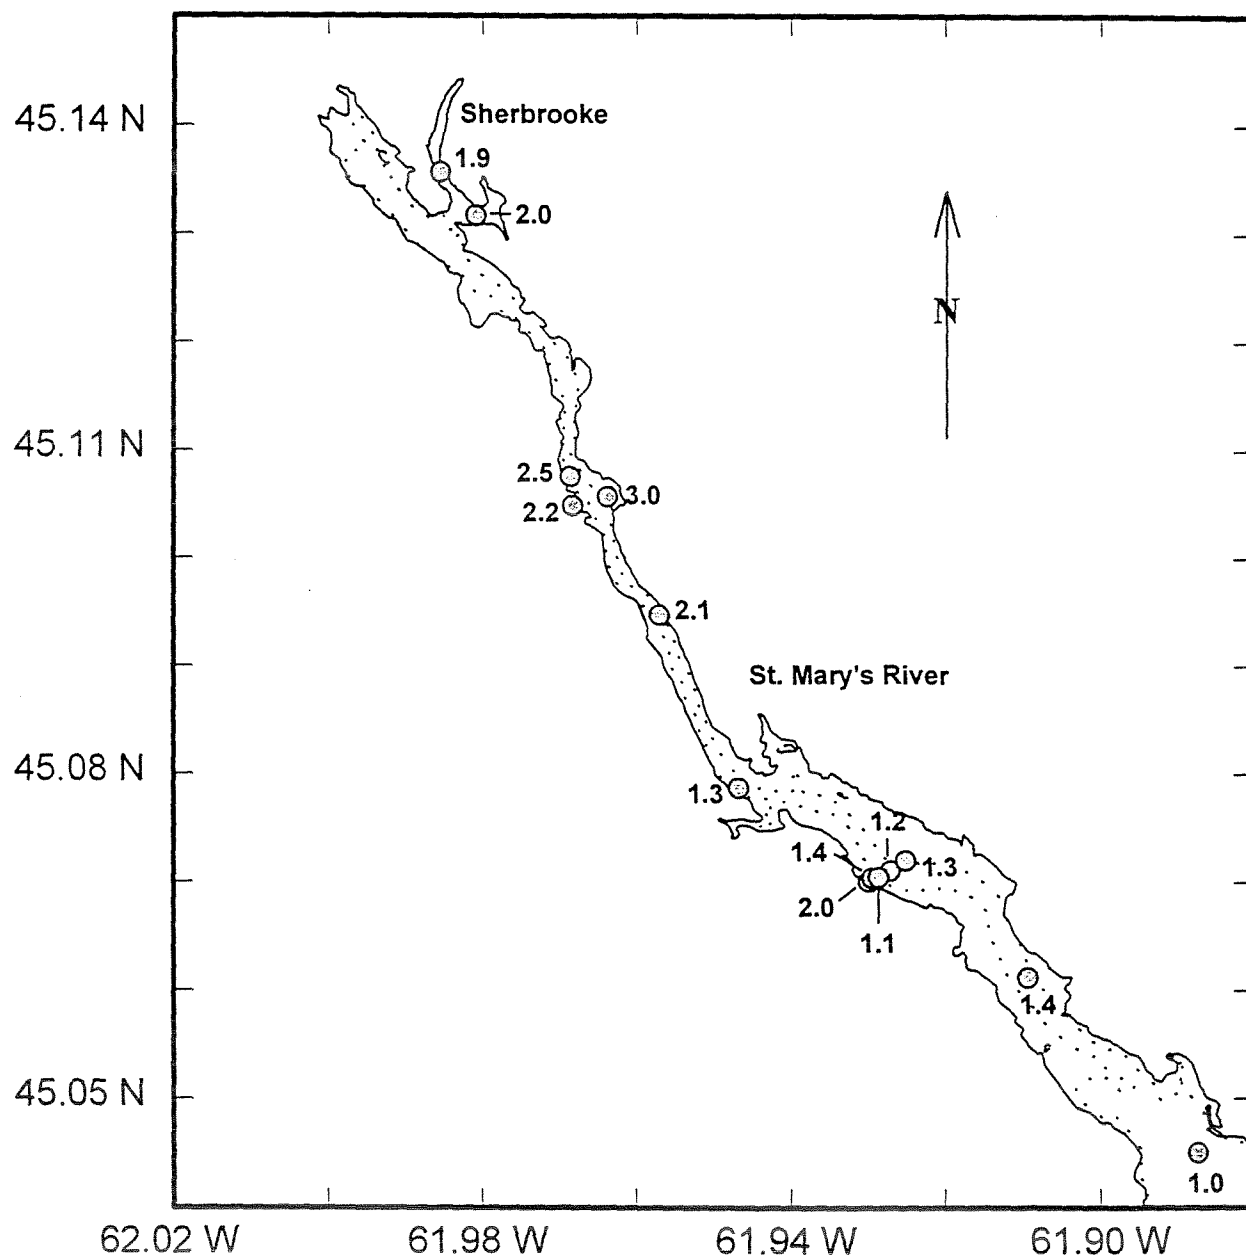 45.14 N
Sherbrooke
1.9
2.0
N
45.11 N
2.5
3.0
2.2
2.1
St. Mary's River
45.08 N
1.3
1.2
1.4
1.3
2.0
1.1
1.4
45.05 N
1.0
62.02 W
61.98 W
61.94 W
61.90 W